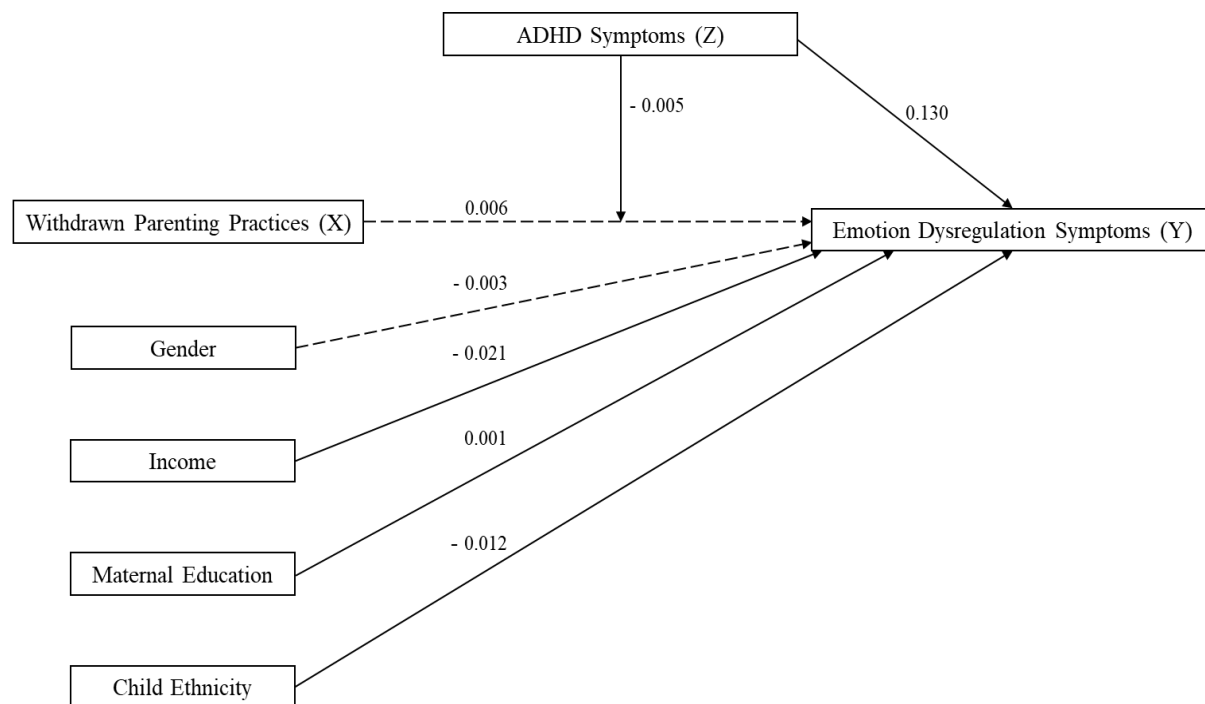 ADHD Symptoms (Z)
- 0.005
0.130
Withdrawn Parenting Practices (X)
0.006
Emotion Dysregulation Symptoms (Y)
- 0.003
Gender
- 0.021
Income
0.001
Maternal Education
- 0.012
Child Ethnicity